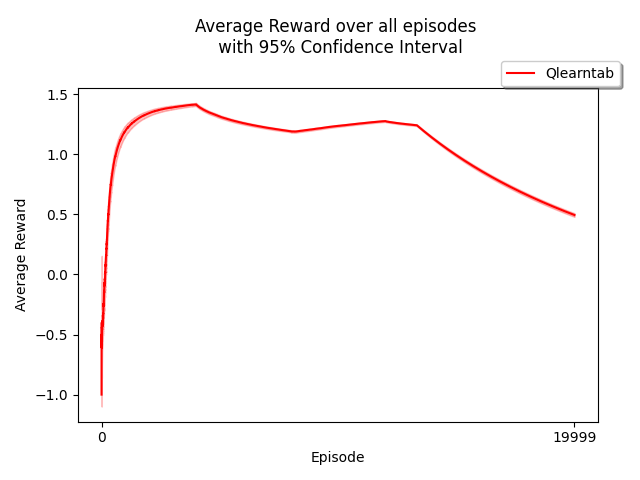 Average Reward over all episodes
with 95% Confidence Interval
Qlearntab
1.5
1.0
0.5
0.0
−0.5
−1.0
Average Reward
0
19999
Episode